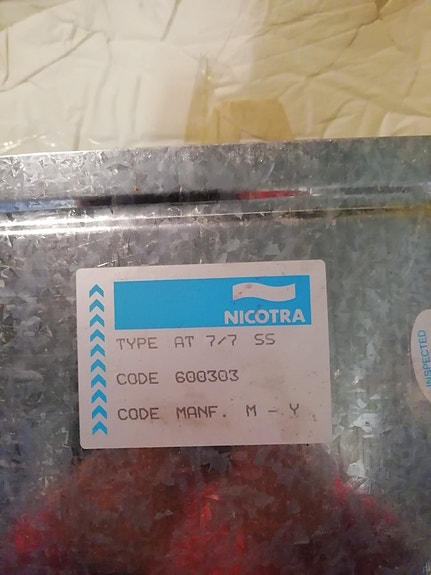 NICOTRA
TYPE AT 7/7 SS
CODE 600303
CODE MANF. M - Y
INSPECTED